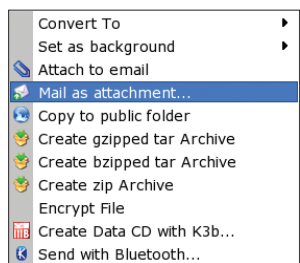 Convert To
Set as background
Attach to email
Mail as attachment...
Copy to public folder
Create gzipped tar Archive
Create bzipped tar Archive
Create zip Archive
Encrypt File
Create Data CD with K3b...
Send with Bluetooth...